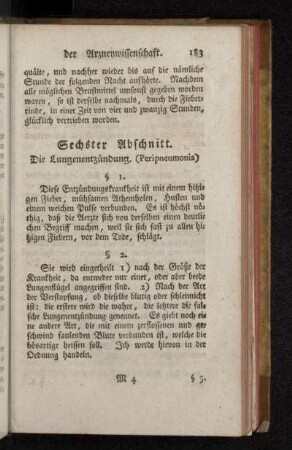 der Arzneywissenschaft. 183
quälte, und nachher wieder bis auf die nämliche
Stunde der folgenden Nacht aufhörte. Nachdem
alle möglichen Brustmittel umsonst gegeben worden
waren, so ist derselbe nachmals, durch die Fieber-
rinde, in einer Zeit von vier und zwanzig Stunden,
glücklich vertrieben worden.
Sechster Abschnitt.
Die Lungenentzündung. (Peripneumonia)
§ 1.
Diese Entzündungskrankheit ist mit einem hitzi-
gen Fieber, mühsamen Athemholen, Husten und
einem weichen Pulse verbunden. Es ist höchst nö-
thig, daß die Aerzte sich von derselben einen deutli-
chen Begriff machen, weil sie sich fast zu allen hi-
tzigen Fiebern, vor dem Tode, schlägt.
§ 2.
Sie wird eingetheilt 1) nach der Größe der
Krankheit, da entweder nur einer, oder aber beyde
Lungenflügel angegriffen sind. 2) Nach der Art
der Verstopfung, ob dieselbe blutig oder schleimicht
ist: die erstere wird die wahre, die letztere die fal-
sche Lungenentzündung genennet. Es giebt noch ei-
ne andere Art, die mit einem zerflossenen und ge-
schwind faulenden Blute verbunden ist, welche die
bösartige heissen soll. Ich werde hievon in der
Ordnung handeln.
M 4 § 3.